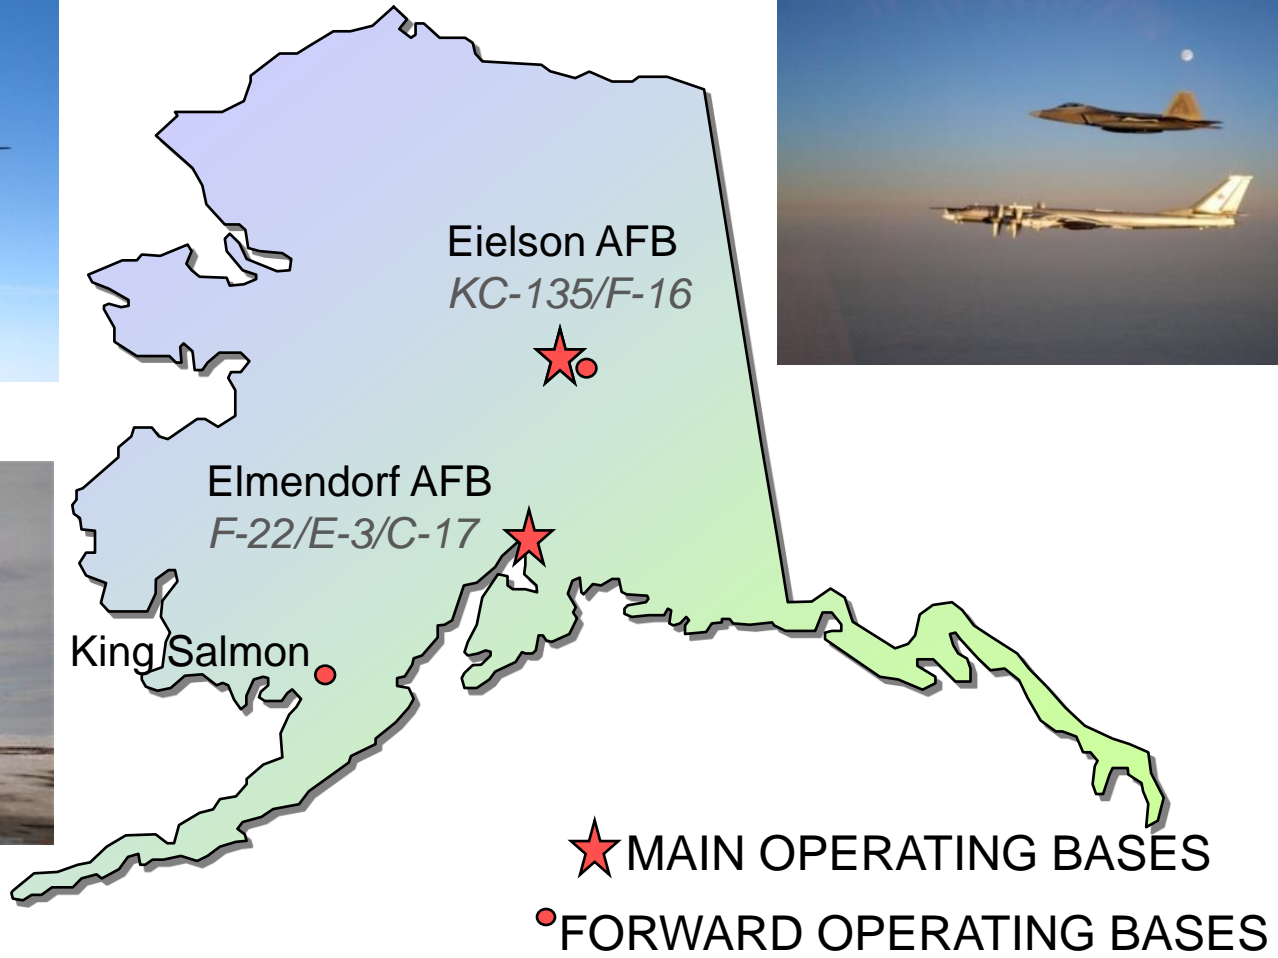 Eielson AFB
KC-135/F-16
Elmendorf AFB
F-22/E-3/C-17
King Salmon
MAIN OPERATING BASES
FORWARD OPERATING BASES